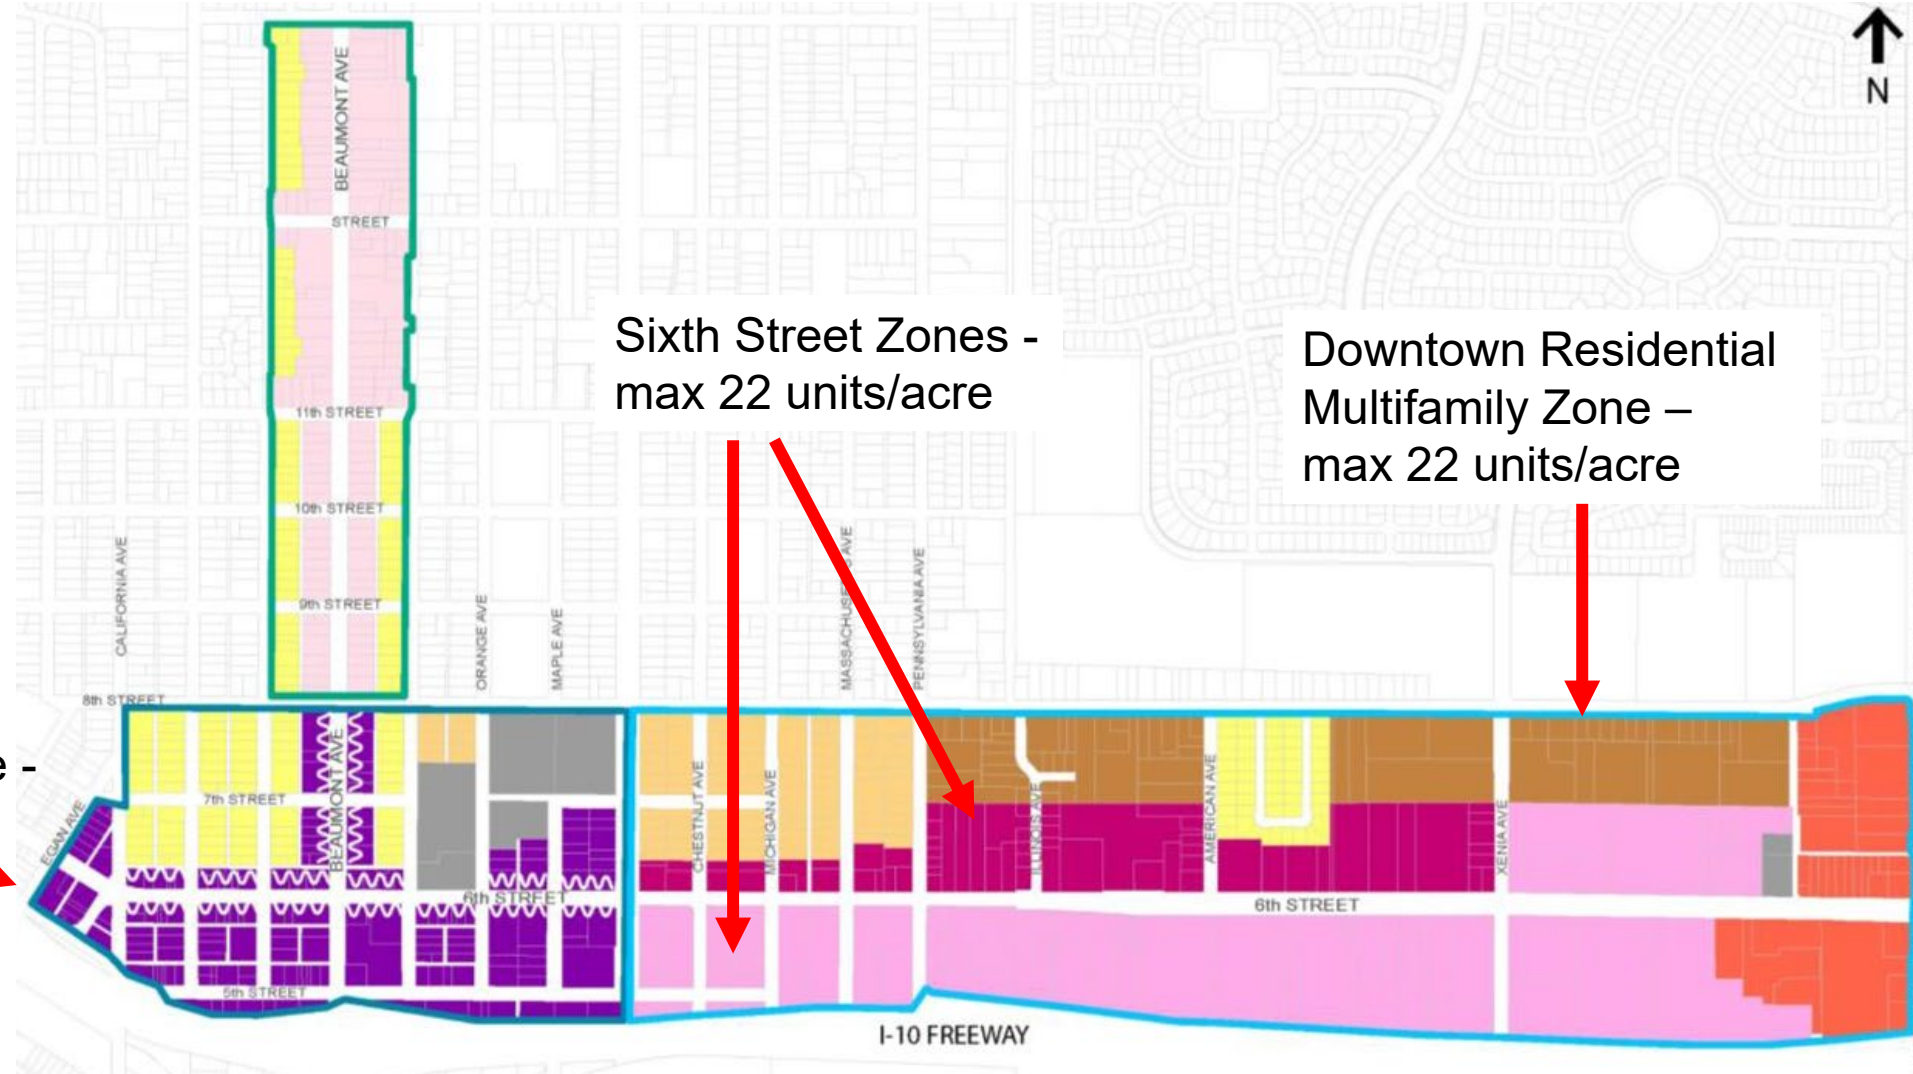 N
BEAUMONT AVE
STREET
Sixth Street Zones -
max 22 units/acre
Downtown Residential
Multifamily Zone –
max 22 units/acre
11th STREET
10th STREET
9th STREET
CALIFORNIA AVE
ORANGE AVE
MAPLE AVE
PENNSYLVANIA AVE
8th STREET
e -
EGAN AVE
7th STREET
BEAUMONT AVE
CHESTNUT AVE
MICHIGAN AVE
ILLINOIS AVE
AMERICAN AVE
XENIA AVE
6th STREET
6th STREET
5th STREET
I-10 FREEWAY